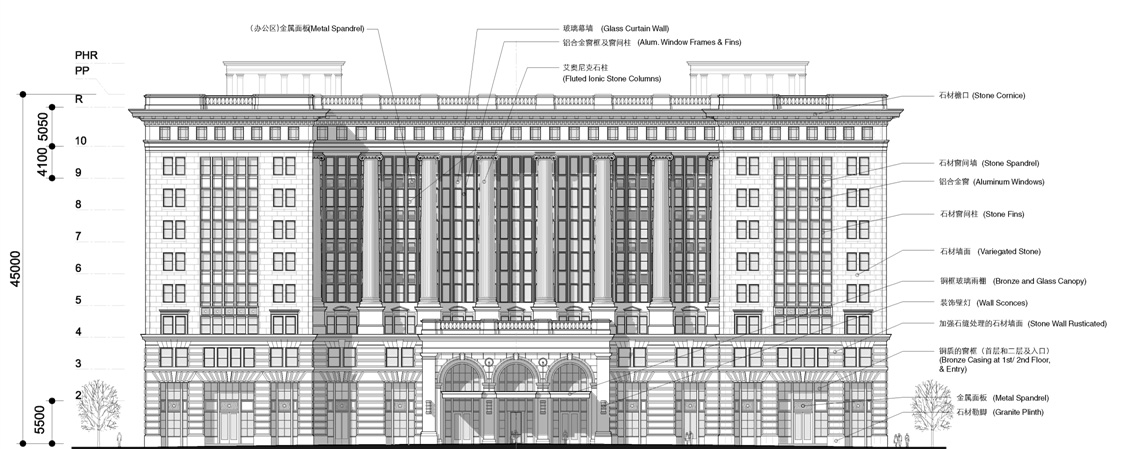 (办公区)金属面板(Metal Spandrel)
玻璃幕墙 (Glass Curtain Wall)
铝合金窗框及窗间柱 (Alum. Window Frames & Fins)
艾奥尼克石柱
(Fluted Ionic Stone Columns)
PHR
PP
R
10
9
8
7
6
5
4
3
2
5050
4100
45000
5500
石材檐口 (Stone Cornice)
石材窗间墙 (Stone Spandrel)
铝合金窗 (Aluminum Windows)
石材窗间柱 (Stone Fins)
石材墙面 (Variegated Stone)
铜框玻璃雨棚 (Bronze and Glass Canopy)
装饰壁灯 (Wall Sconces)
加强石缝处理的石材墙面 (Stone Wall Rusticated)
铜质的窗框（首层和二层及入口）
(Bronze Casing at 1st/ 2nd Floor,
& Entry)
金属面板 (Metal Spandrel)
石材勒脚 (Granite Plinth)